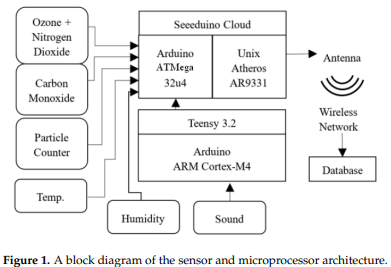 Ozone +
Nitrogen
Dioxide
Carbon
Monoxide
Particle
Counter
Temp.
Humidity
Sound
Seeeduino Cloud
Arduino
ATMega
32u4
Unix
Atheros
AR9331
Teensy 3.2
Arduino
ARM Cortex-M4
Antenna
Wireless
Network
Database
Figure 1. A block diagram of the sensor and microprocessor architecture.